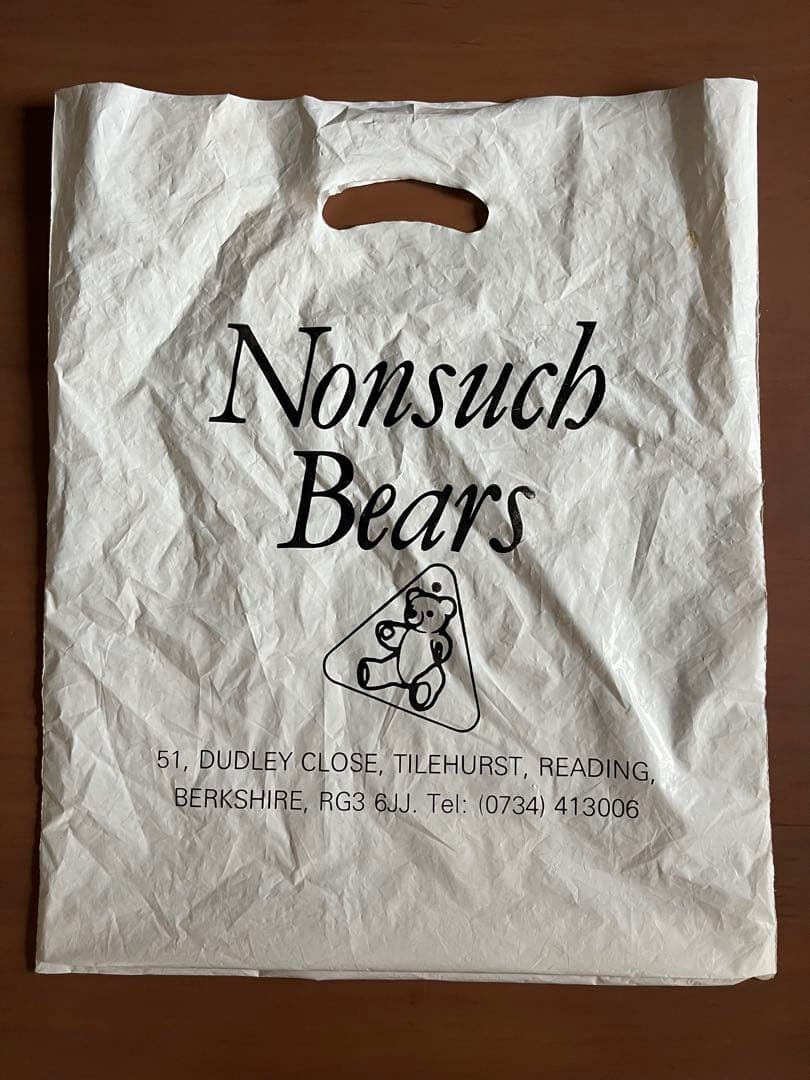 Nonsuch
Bears
51, DUDLEY CLOSE, TILEHURST, READING,
BERKSHIRE, RG3 6JJ. Tel: (0734) 413006